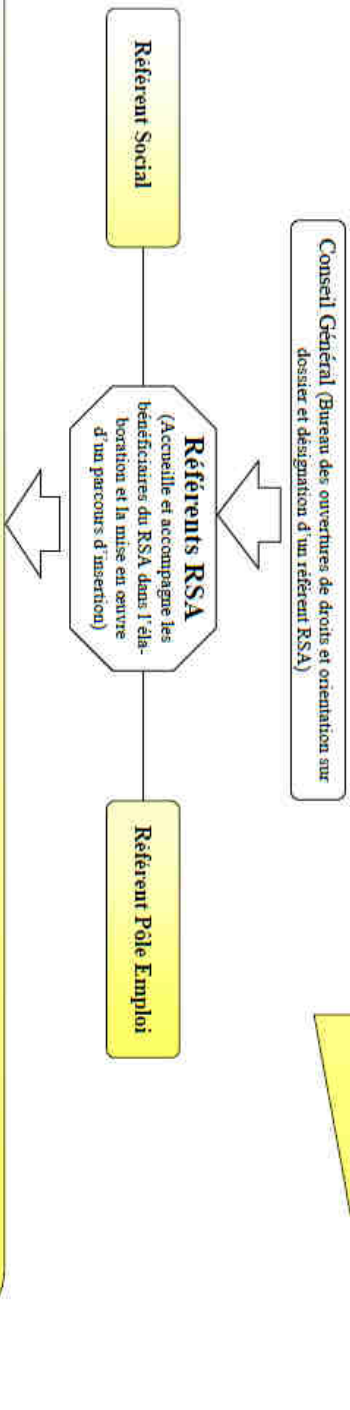 Conseil Général (Bureau des ouvertures de droits et orientation sur
dossier et désignation d'un référent RSA)
Référent Social
Référents RSA
(Accueille et accompagne les
bénéficiaires du RSA dans l'éla-
boration et la mise en œuvre
d'un parcours d'insertion)
Référent Pôle Emploi